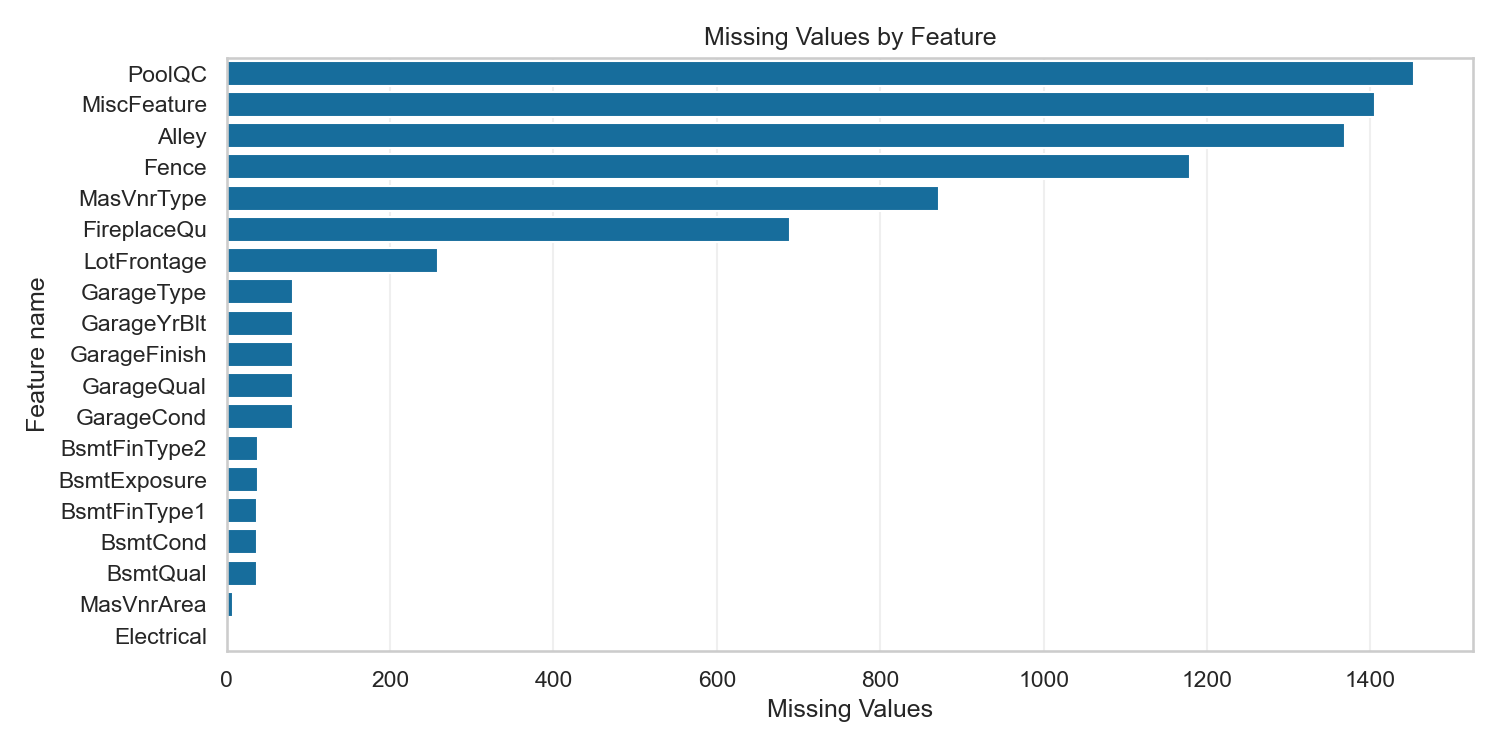 Missing Values by Feature
PoolQC
MiscFeature
Alley
Fence
MasVnrType
FireplaceQu
LotFrontage
GarageType
GarageYrBlt
GarageFinish
GarageQual
GarageCond
BsmtFinType2
BsmtExposure
BsmtFinType1
BsmtCond
BsmtQual
MasVnrArea
Electrical
Feature name
0 200 400 600 800 1000 1200 1400
Missing Values